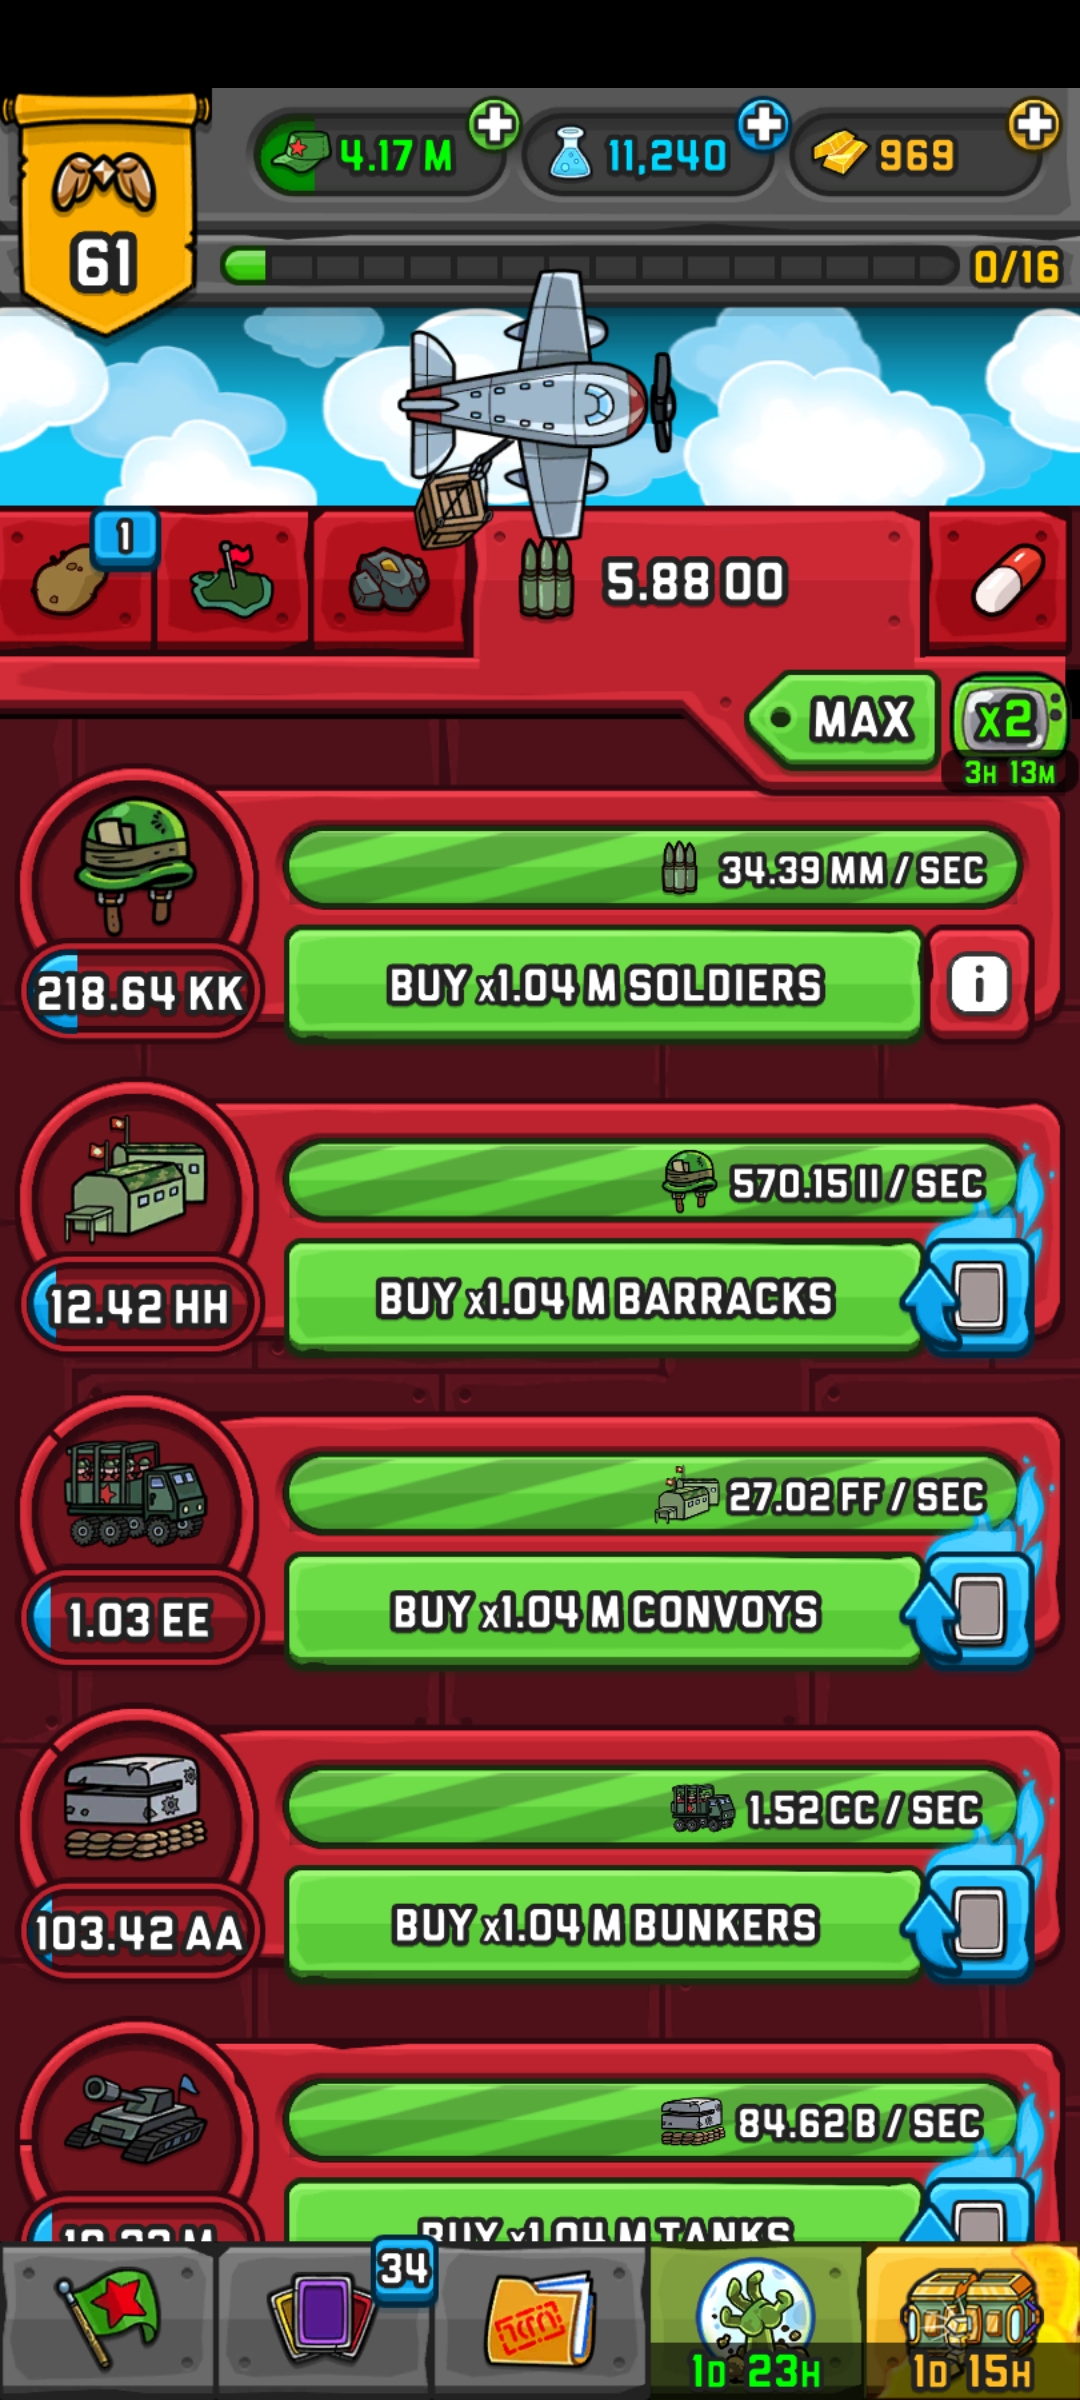 61
4.17 M
11,240
969
0/16
1
5.88 OO
MAX
x2
3H 13M
34.39 MM / SEC
218.64 KK
BUY x1.04 M SOLDIERS
i
570.15 II / SEC
12.42 HH
BUY x1.04 M BARRACKS
27.02 FF / SEC
1.03 EE
BUY x1.04 M CONVOYS
1.52 CC / SEC
103.42 AA
BUY x1.04 M BUNKERS
84.62 B / SEC
BUY x1.04 M TANKS
34
1D 23H
1D 15H